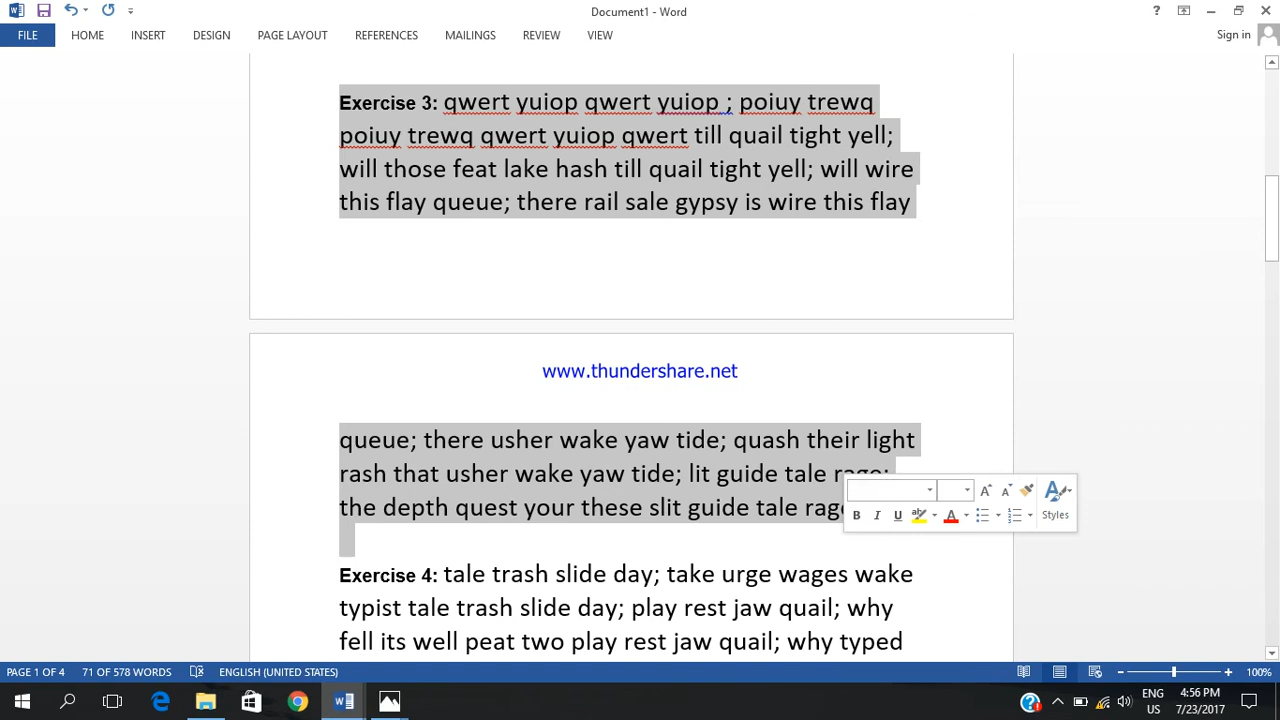 Document1 - Word
FILE HOME INSERT DESIGN PAGE LAYOUT REFERENCES MAILINGS REVIEW VIEW Sign in
Exercise 3: qwert yuiop qwert yuiop ; poiuy trewq
poiuy trewq qwert yuiop qwert till quail tight yell;
will those feat lake hash till quail tight yell; will wire
this flay queue; there rail sale gypsy is wire this flay
www.thundershare.net
queue; there usher wake yaw tide; quash their light
rash that usher wake yaw tide; lit guide tale rage;
the depth quest your these slit guide tale rage
Styles
Exercise 4: tale trash slide day; take urge wages wake
typist tale trash slide day; play rest jaw quail; why
fell its well peat two play rest jaw quail; why typed
PAGE 1 OF 4 71 OF 578 WORDS ENGLISH (UNITED STATES) 100%
ENG 4:56 PM
US 7/23/2017